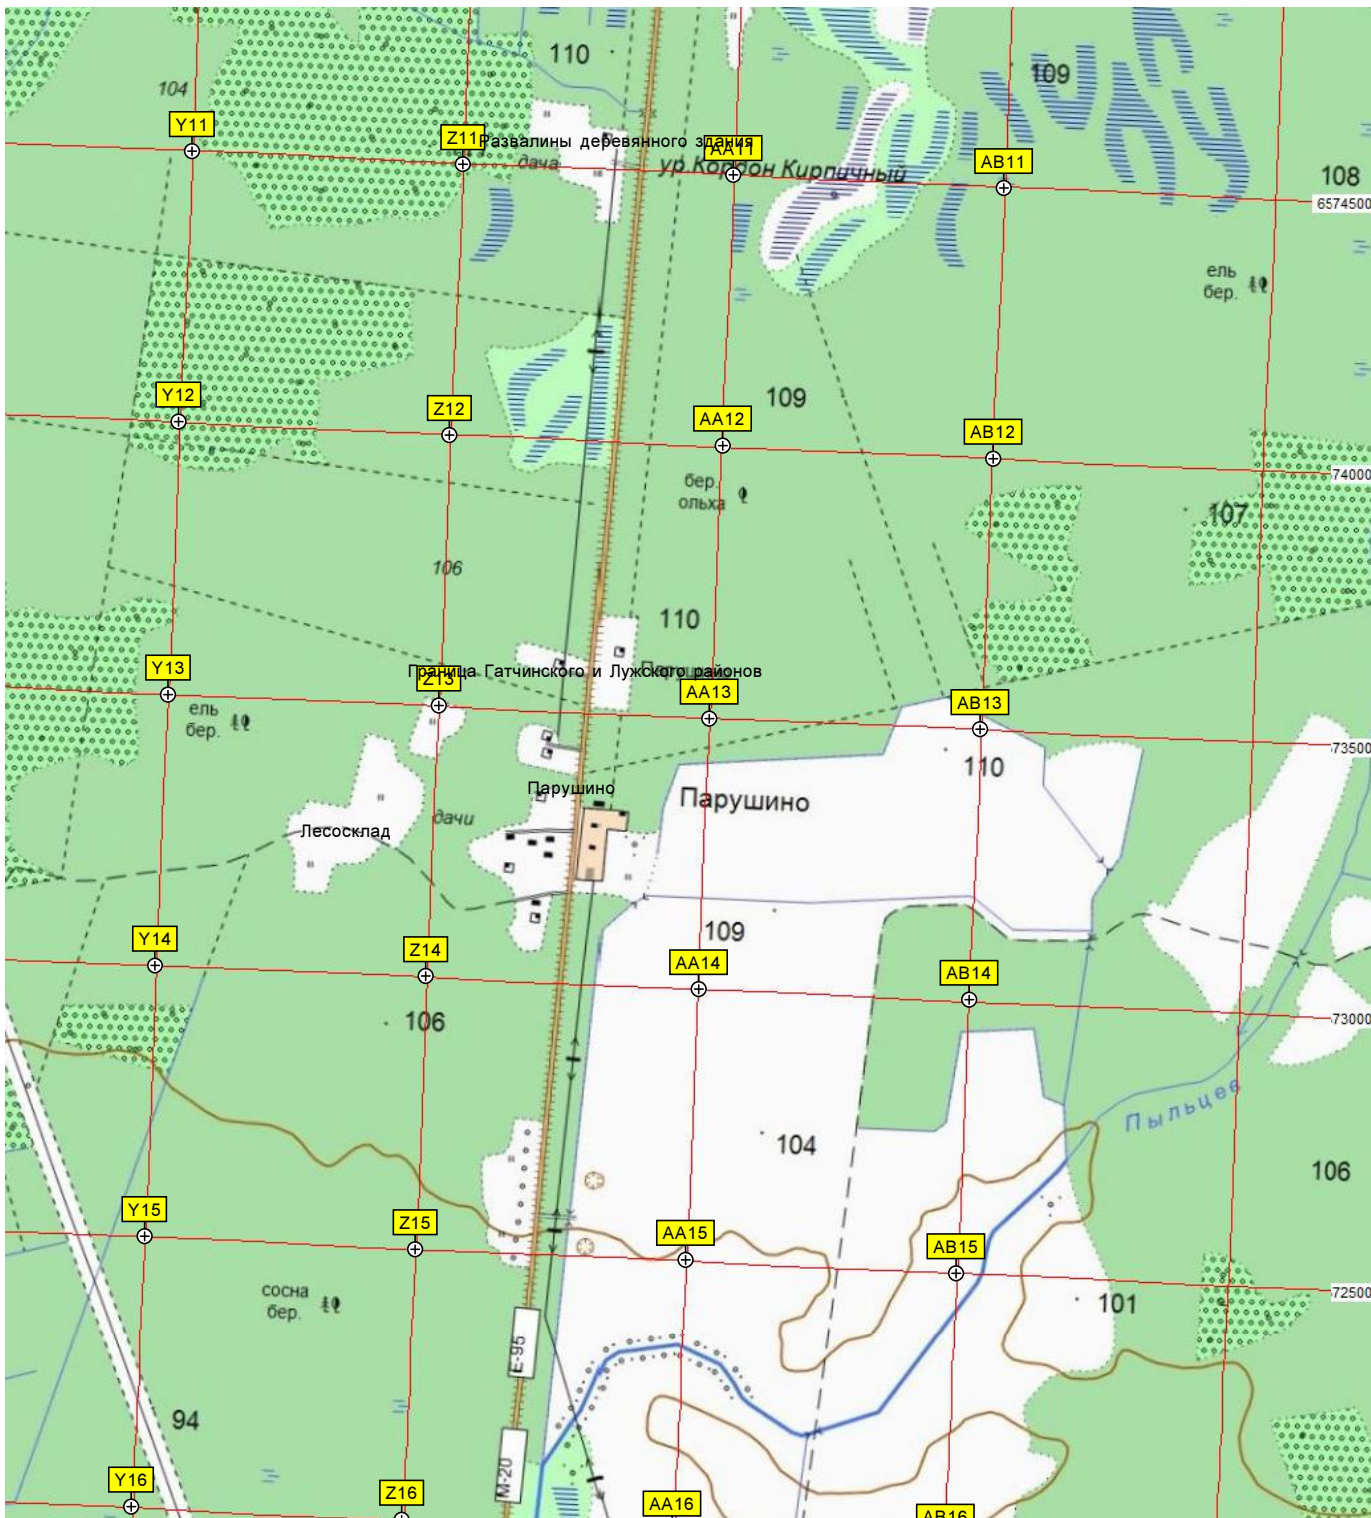 110
109
104
Y11
Z11
Развалины деревянного здания
AA11
дача
ур.Кордон Кирпичный
AB11
108
6574500
ель
бер.
Y12
Z12
109
AA12
AB12
74000
бер.
ольха
107
106
110
Y13
Граница Гатчинского и Лужского районов
Z13
AA13
AB13
ель
бер.
73500
110
Парушино
Парушино
дачи
Лесосклад
109
Y14
Z14
AA14
AB14
106
73000
Пыльцев
104
106
Y15
Z15
AA15
AB15
сосна
бер.
72500
101
E-95
94
M-20
Y16
Z16
AA16
AB16